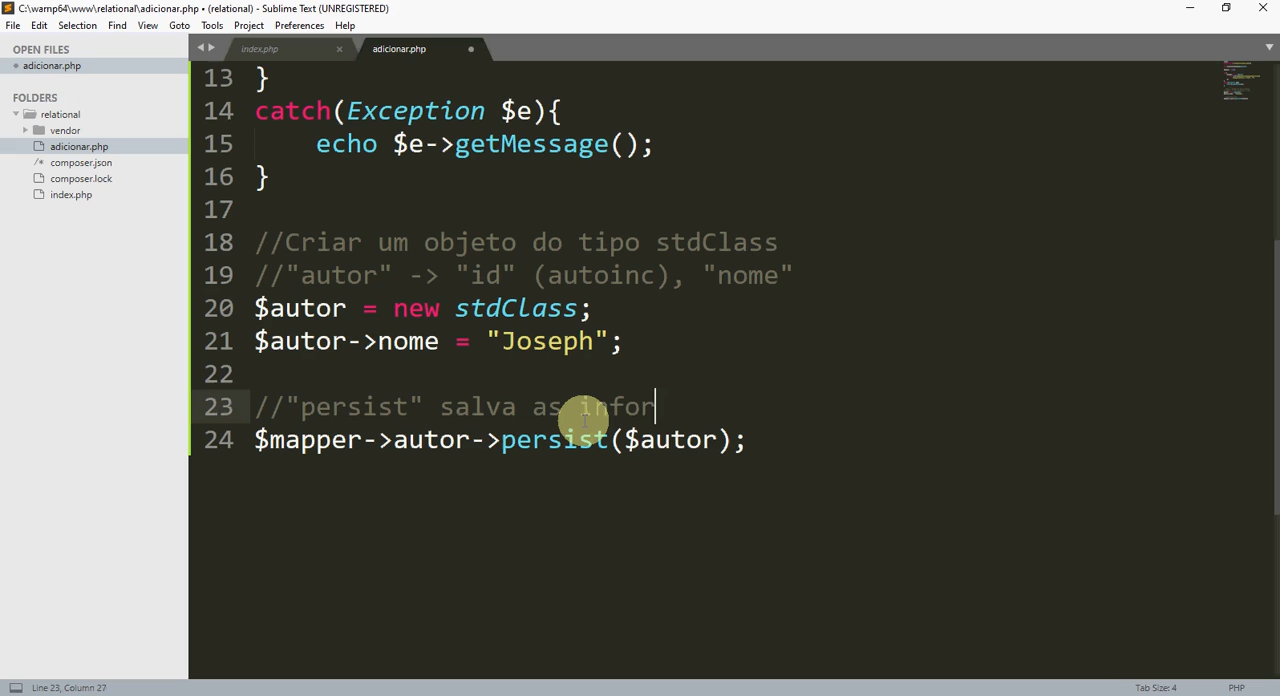 C:\wamp64\www\relational\adicionar.php • (relational) - Sublime Text (UNREGISTERED)
File Edit Selection Find View Goto Tools Project Preferences Help
OPEN FILES
adicionar.php
FOLDERS
relational
vendor
adicionar.php
composer.json
composer.lock
index.php
index.php adicionar.php
13 }
14 catch(Exception $e){
15 echo $e->getMessage();
16 }
17
18 //Criar um objeto do tipo stdClass
19 //"autor" -> "id" (autoinc), "nome"
20 $autor = new stdClass;
21 $autor->nome = "Joseph";
22
23 //"persist" salva as infor
24 $mapper->autor->persist($autor);
Line 23, Column 27 Tab Size: 4 PHP